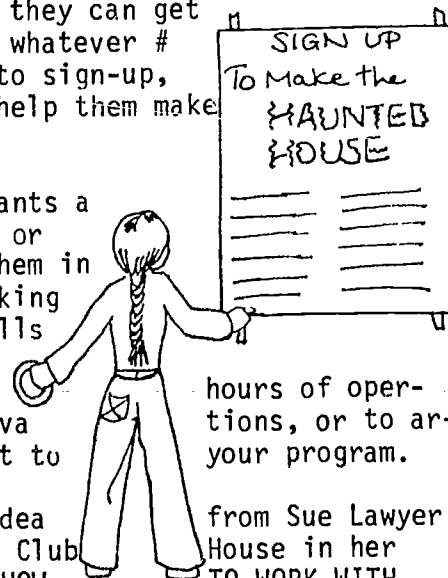 they can get
whatever #
to sign-up,
help them make
SIGN UP
To Make the
HAUNTED
HOUSE
ants a
or
hem in
king
lls
hours of oper-
va tions, or to ar-
t to your program.
dea from Sue Lawyer
Club House in her
you TO WORK WITH